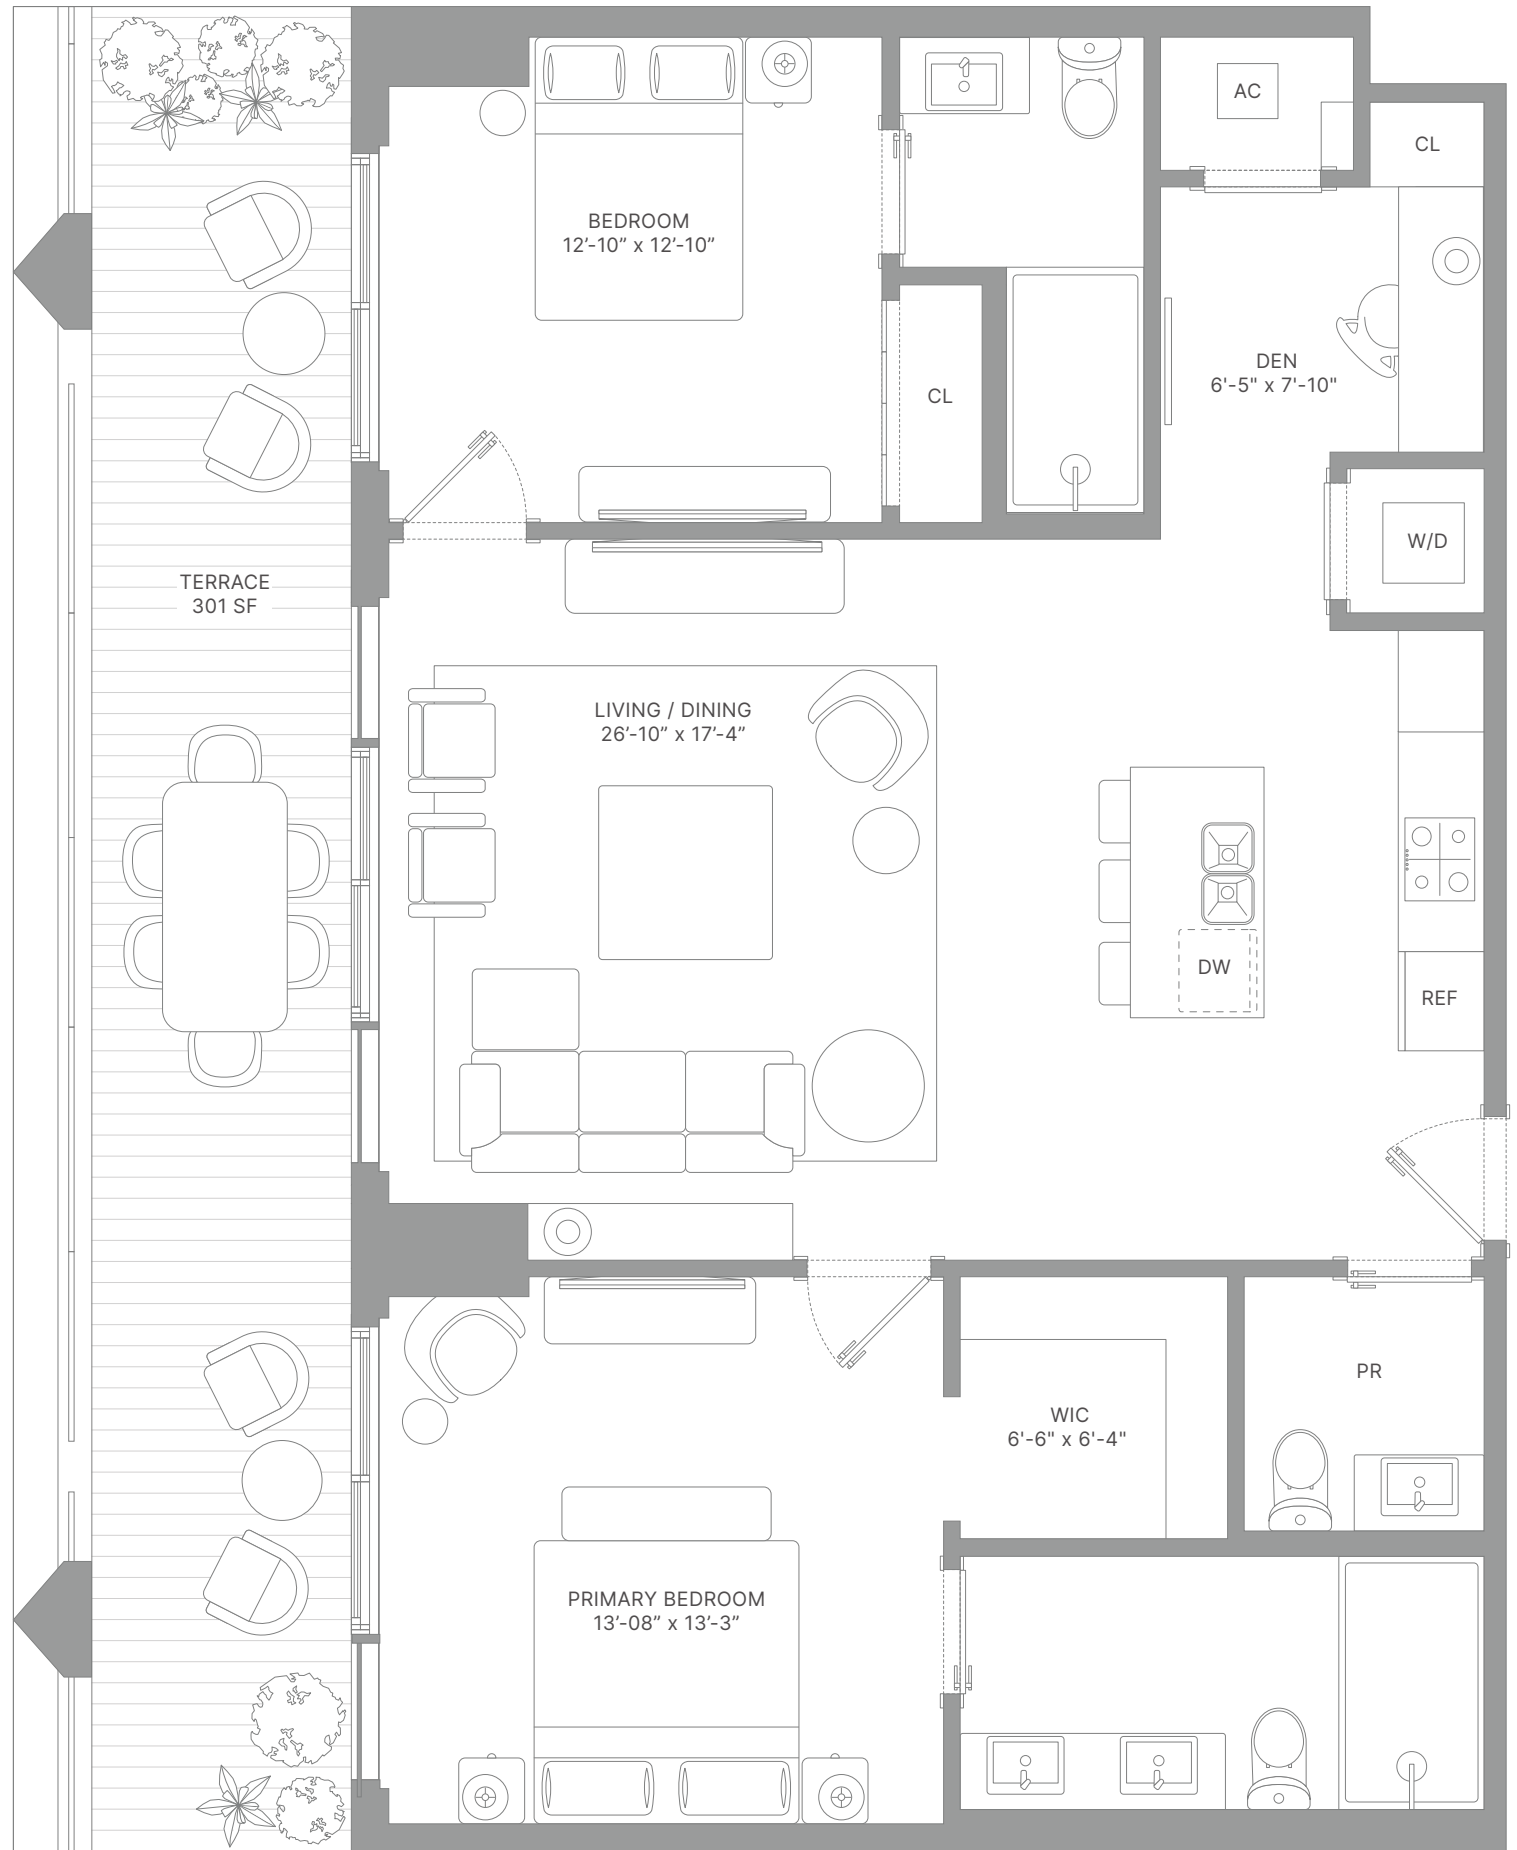 AC
CL
BEDROOM
12’-10” x 12’-10”
DEN
6'-5" x 7'-10"
CL
W/D
TERRACE
301 SF
LIVING / DINING
26’-10” x 17’-4”
DW
REF
PR
WIC
6'-6" x 6'-4"
PRIMARY BEDROOM
13’-08” x 13’-3”